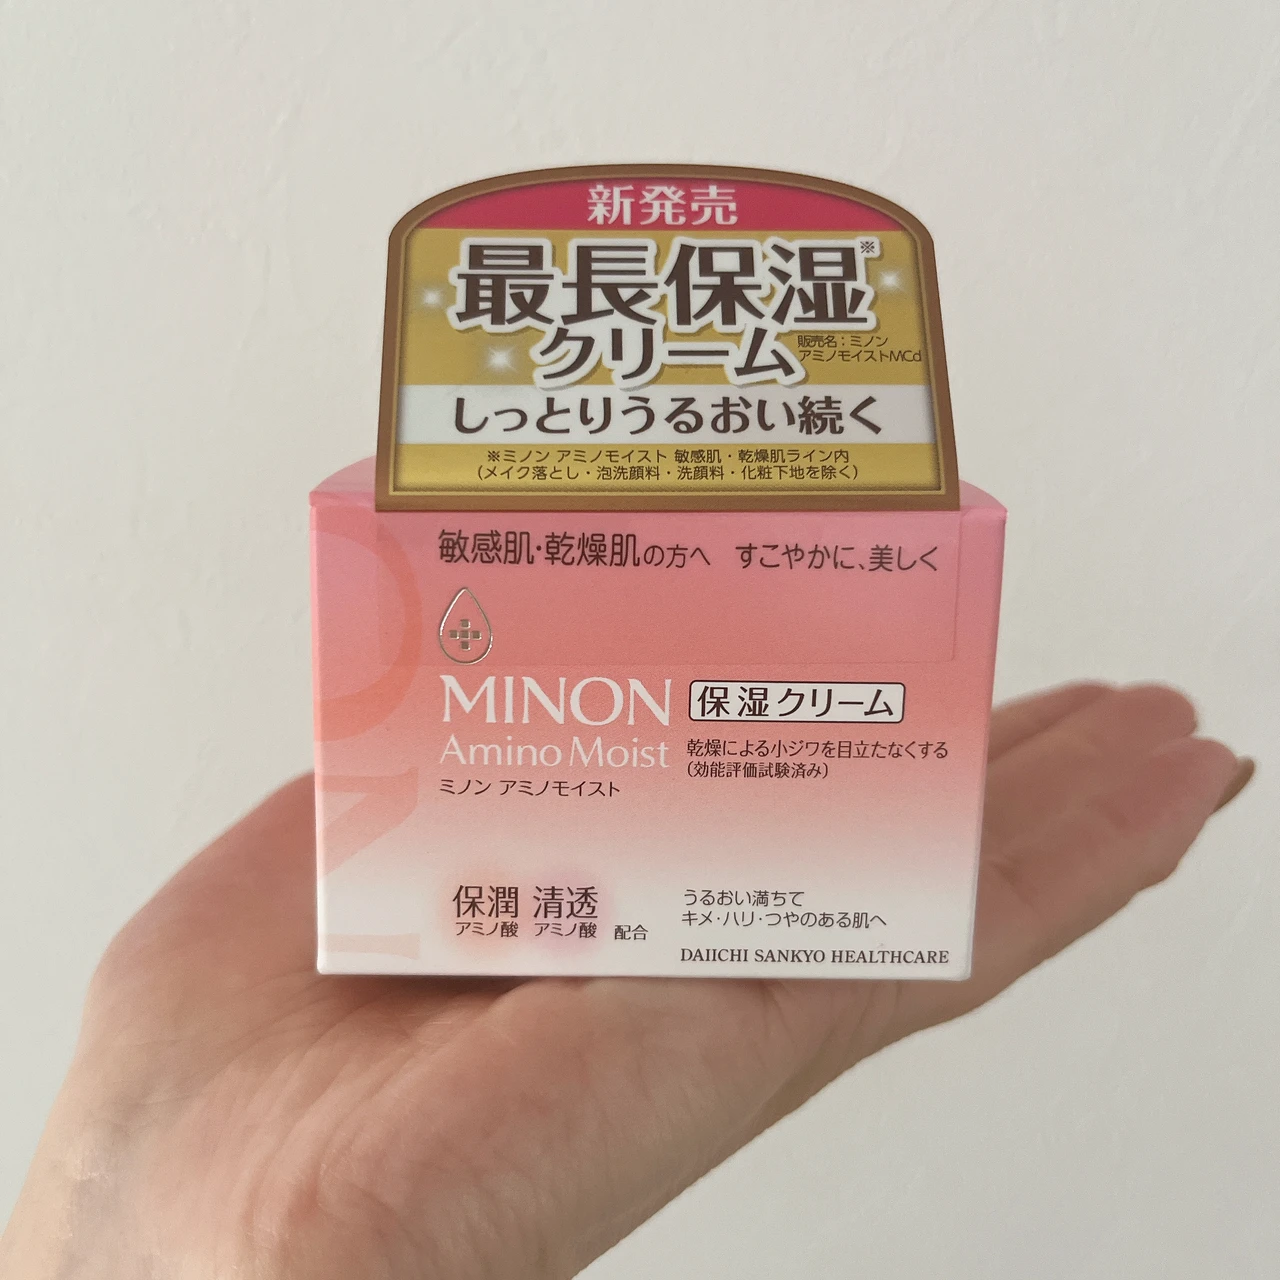 新発売
最長保湿※
クリーム
販売名：ミノン
アミノモイストMCd
しっとりうるおい続く
※ミノン アミノモイスト 敏感肌・乾燥肌ライン内
(メイク落とし・泡洗顔料・洗顔料・化粧下地を除く)
敏感肌・乾燥肌の方へ すこやかに、美しく
MINON
保湿クリーム
Amino Moist
ミノン アミノモイスト
乾燥による小ジワを目立たなくする
(効能評価試験済み)
保潤 清透
アミノ酸 アミノ酸 配合
うるおい満ちて
キメ・ハリ・つやのある肌へ
DAIICHI SANKYO HEALTHCARE